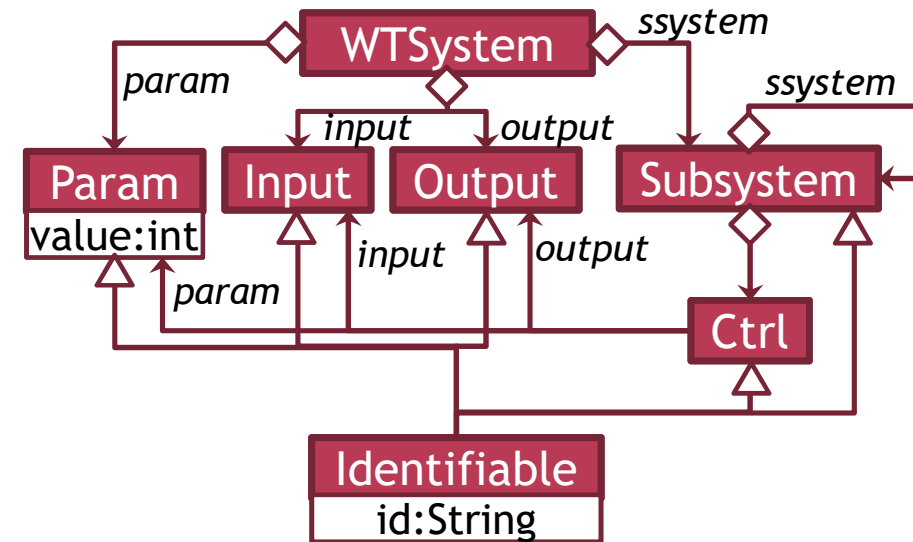 WTSystem
ssystem
ssystem
param
input
output
Param
value:int
Input
Output
Subsystem
input
output
param
Ctrl
Identifiable
id:String